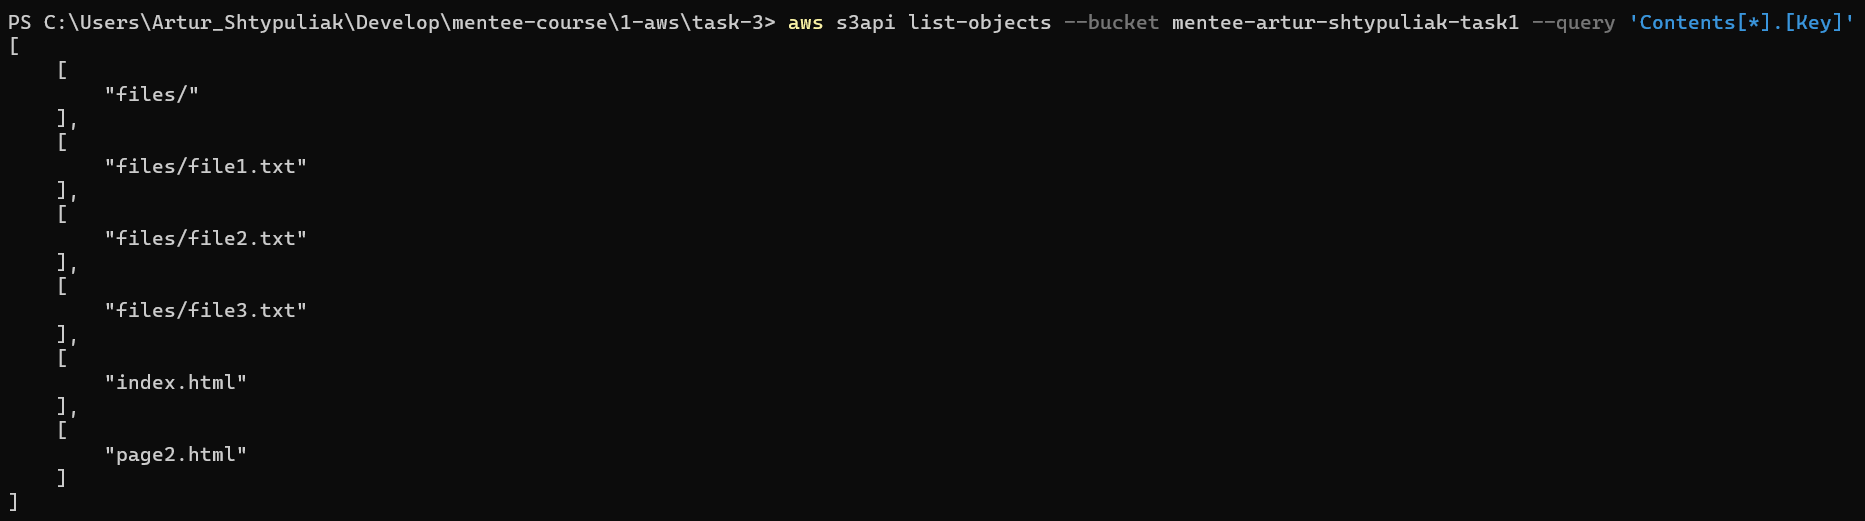 PS C:\Users\Artur_Shtypuliak\Develop\mentee-course\1-aws\task-3> aws s3api list-objects --bucket mentee-artur-shtypuliak-task1 --query 'Contents[*].[Key]'
[
    [
        "files/"
    ],
    [
        "files/file1.txt"
    ],
    [
        "files/file2.txt"
    ],
    [
        "files/file3.txt"
    ],
    [
        "index.html"
    ],
    [
        "page2.html"
    ]
]